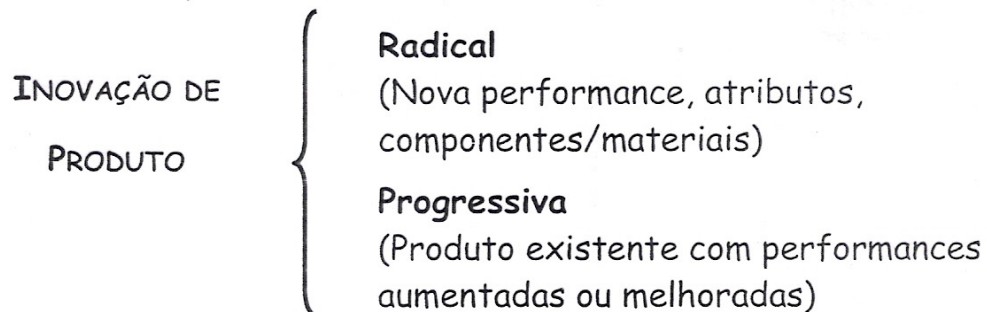 INOVAÇÃO DE
PRODUTO
Radical
(Nova performance, atributos,
componentes/materiais)
Progressiva
(Produto existente com performances
aumentadas ou melhoradas)